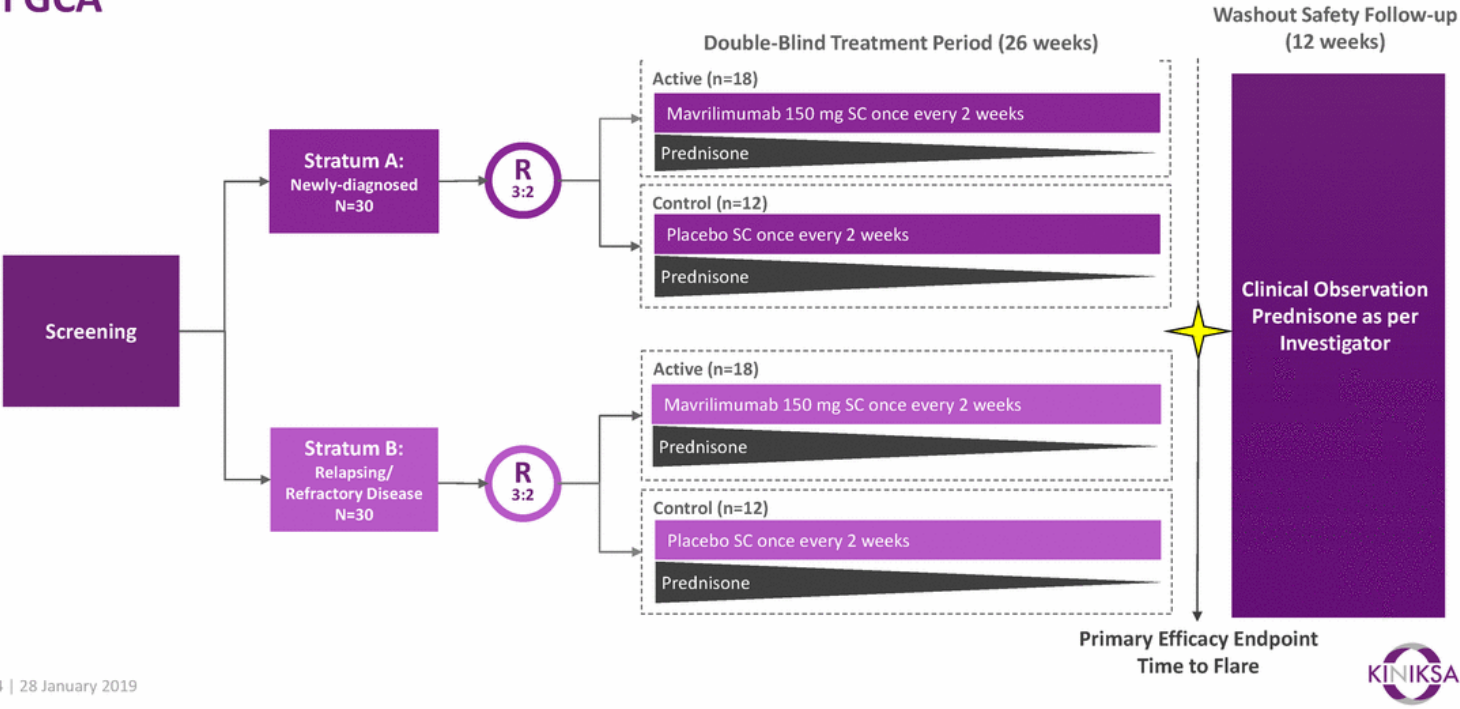 GCA
Washout Safety Follow-up
(12 weeks)
Double-Blind Treatment Period (26 weeks)
Active (n=18)
Mavrilimumab 150 mg SC once every 2 weeks
Prednisone
Stratum A:
Newly-diagnosed
N=30
R
3:2
Control (n=12)
Placebo SC once every 2 weeks
Prednisone
Screening
Clinical Observation
Prednisone as per
Investigator
Active (n=18)
Mavrilimumab 150 mg SC once every 2 weeks
Prednisone
Stratum B:
Relapsing/
Refractory Disease
N=30
R
3:2
Control (n=12)
Placebo SC once every 2 weeks
Prednisone
Primary Efficacy Endpoint
Time to Flare
| 28 January 2019
KINIKSA